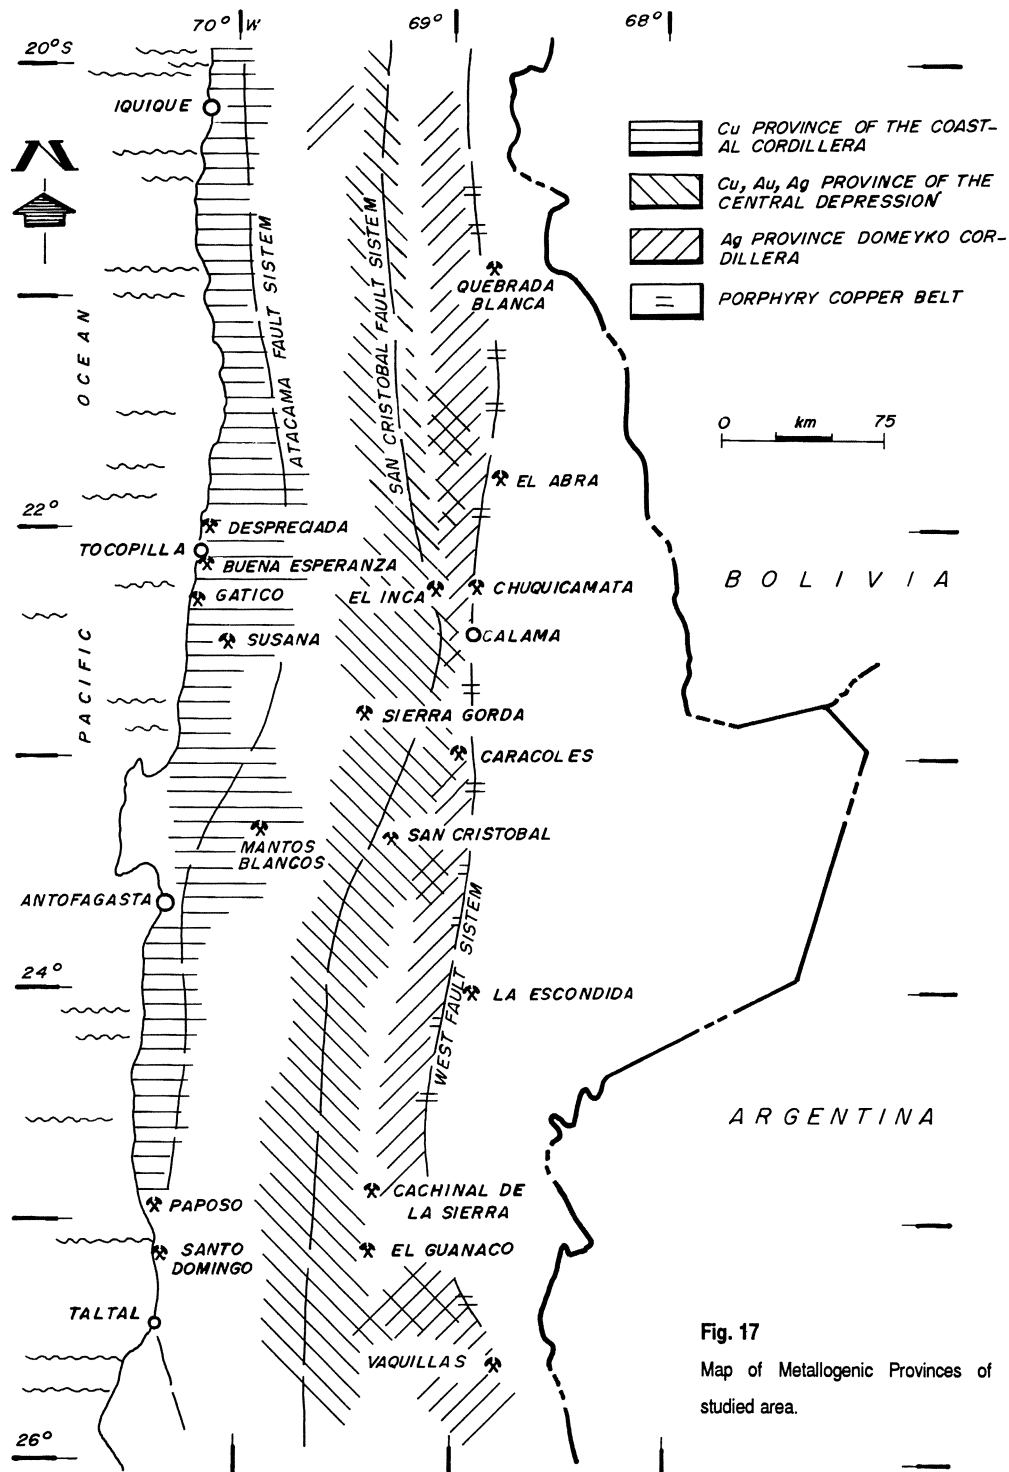 70° W
69°
68°
20°S
IQUIQUE
Cu PROVINCE OF THE COAST-
AL CORDILLERA
Cu, Au, Ag PROVINCE OF THE
CENTRAL DEPRESSION
Ag PROVINCE DOMEYKO COR-
DILLERA
PORPHYRY COPPER BELT
N
ATACAMA FAULT SISTEM
SAN CRISTOBAL FAULT SISTEM
QUEBRADA
BLANCA
PACIFIC OCEAN
0 km 75
EL ABRA
22°
DESPRECIADA
TOCOPILLA
BUENA ESPERANZA
GATICO
EL INCA
CHUQUICAMATA
BOLIVIA
SUSANA
CALAMA
SIERRA GORDA
CARACOLES
MANTOS
BLANCOS
SAN CRISTOBAL
ANTOFAGASTA
WEST FAULT SISTEM
24°
LA ESCONDIDA
ARGENTINA
PAPOSO
CACHINAL DE
LA SIERRA
SANTO
DOMINGO
EL GUANACO
TALTAL
VAQUILLAS
Fig. 17
Map of Metallogenic Provinces of
studied area.
26°